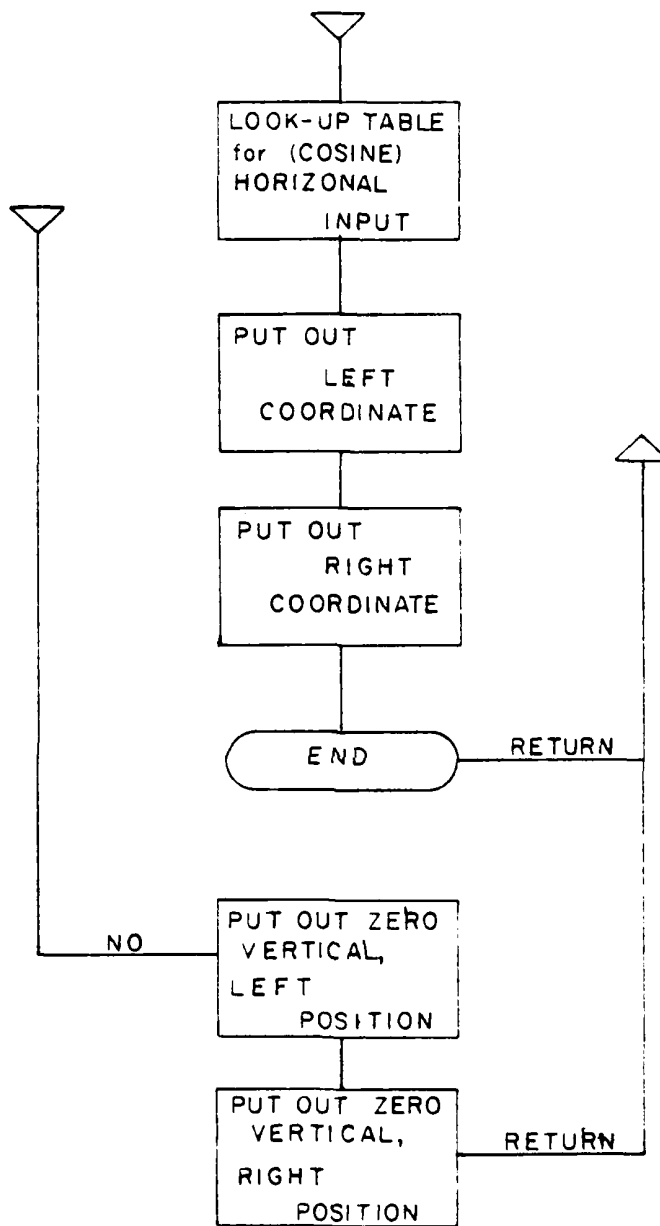 LOOK-UP TABLE
for (COSINE)
HORIZONAL
INPUT
PUT OUT
LEFT
COORDINATE
PUT OUT
RIGHT
COORDINATE
END
RETURN
NO
PUT OUT ZERO
VERTICAL,
LEFT
POSITION
PUT OUT ZERO
VERTICAL,
RIGHT
POSITION
RETURN